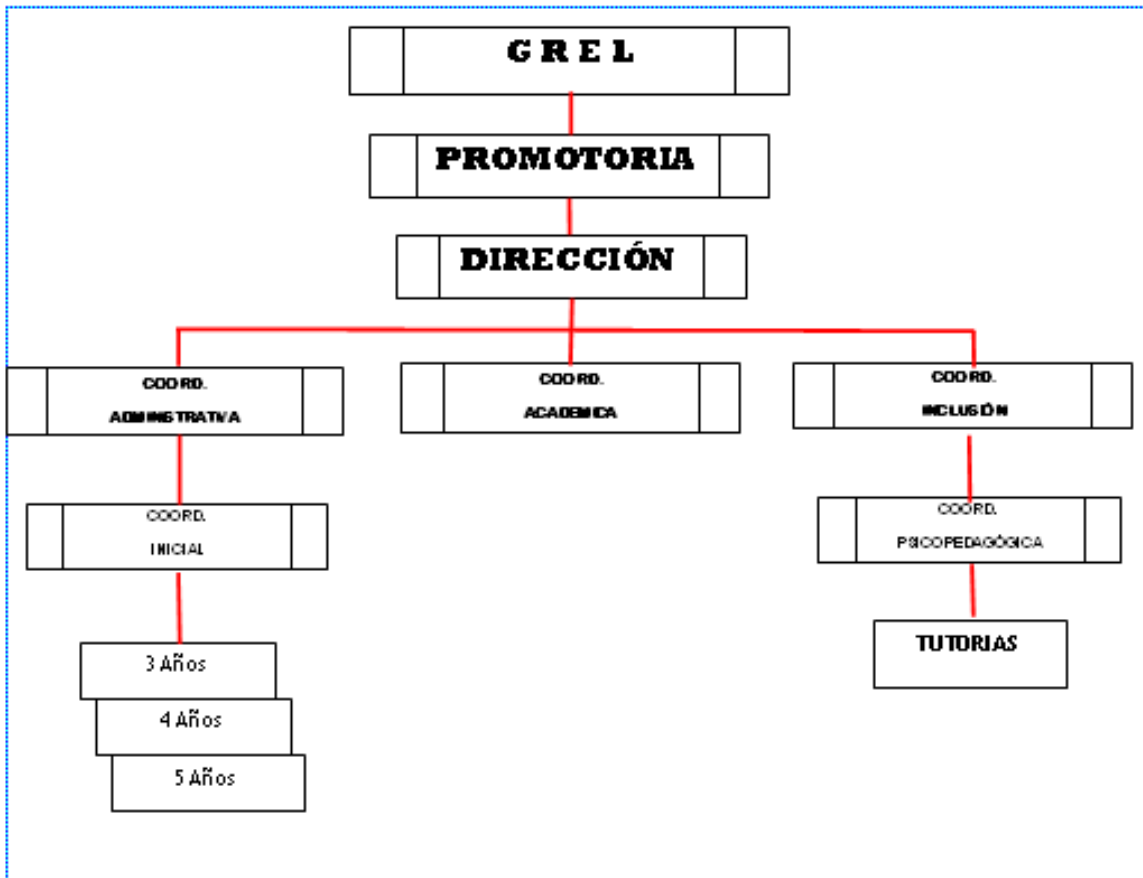 G R E L
PROMOTORIA
DIRECCIÓN
COORD.
ADMINISTRATIVA
COORD.
ACADEMICA
COORD.
INCLUSIÓN
COORD.
INICIAL
COORD.
PSICOPEDAGÓGICA
3 Años
4 Años
5 Años
TUTORIAS